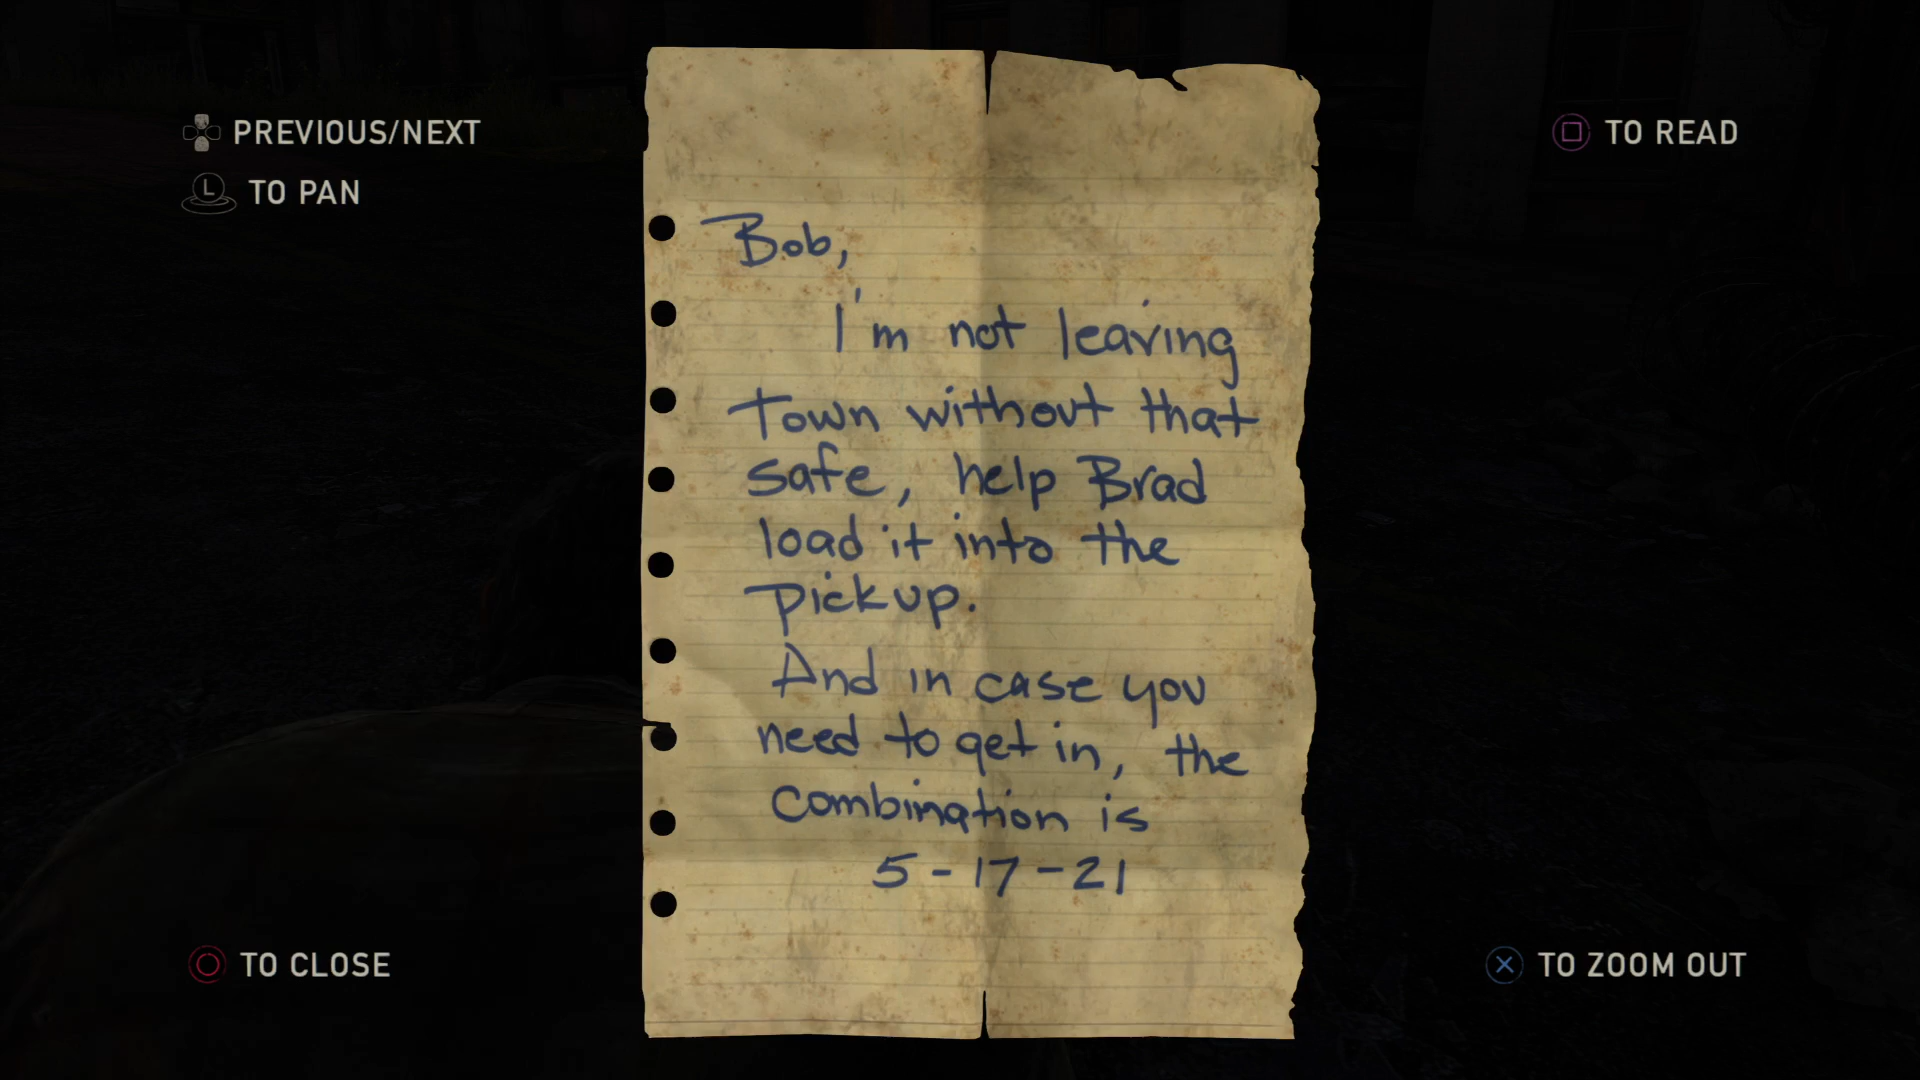 PREVIOUS/NEXT
L TO PAN
TO READ
Bob,
I'm not leaving
Town without that
safe, help Brad
load it into the
pickup.
And in case you
need to get in, the
combination is
5-17-21
TO CLOSE
TO ZOOM OUT